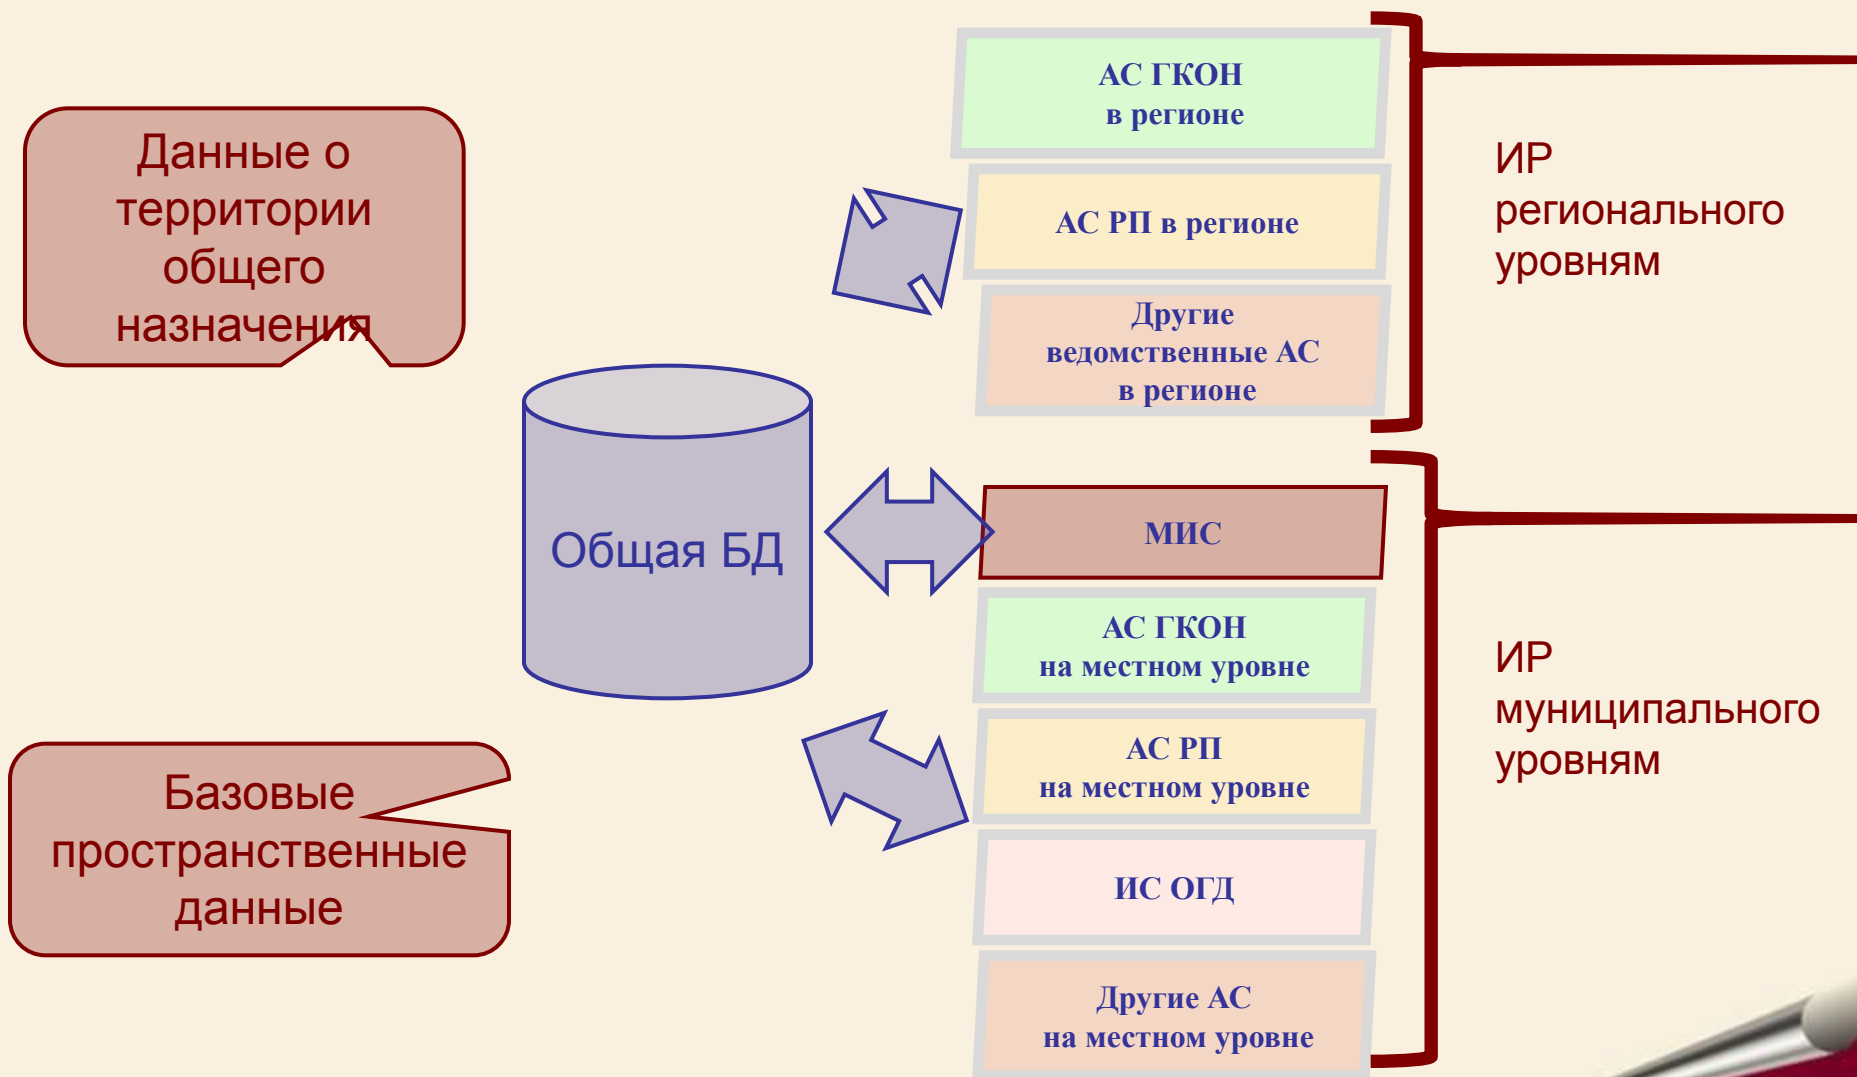 Данные о
территории
общего
назначения
Общая БД
Базовые
пространственные
данные
АС ГКОН
в регионе
АС РП в регионе
Другие
ведомственные АС
в регионе
ИР
регионального
уровням
МИС
АС ГКОН
на местном уровне
АС РП
на местном уровне
ИС ОГД
Другие АС
на местном уровне
ИР
муниципального
уровням